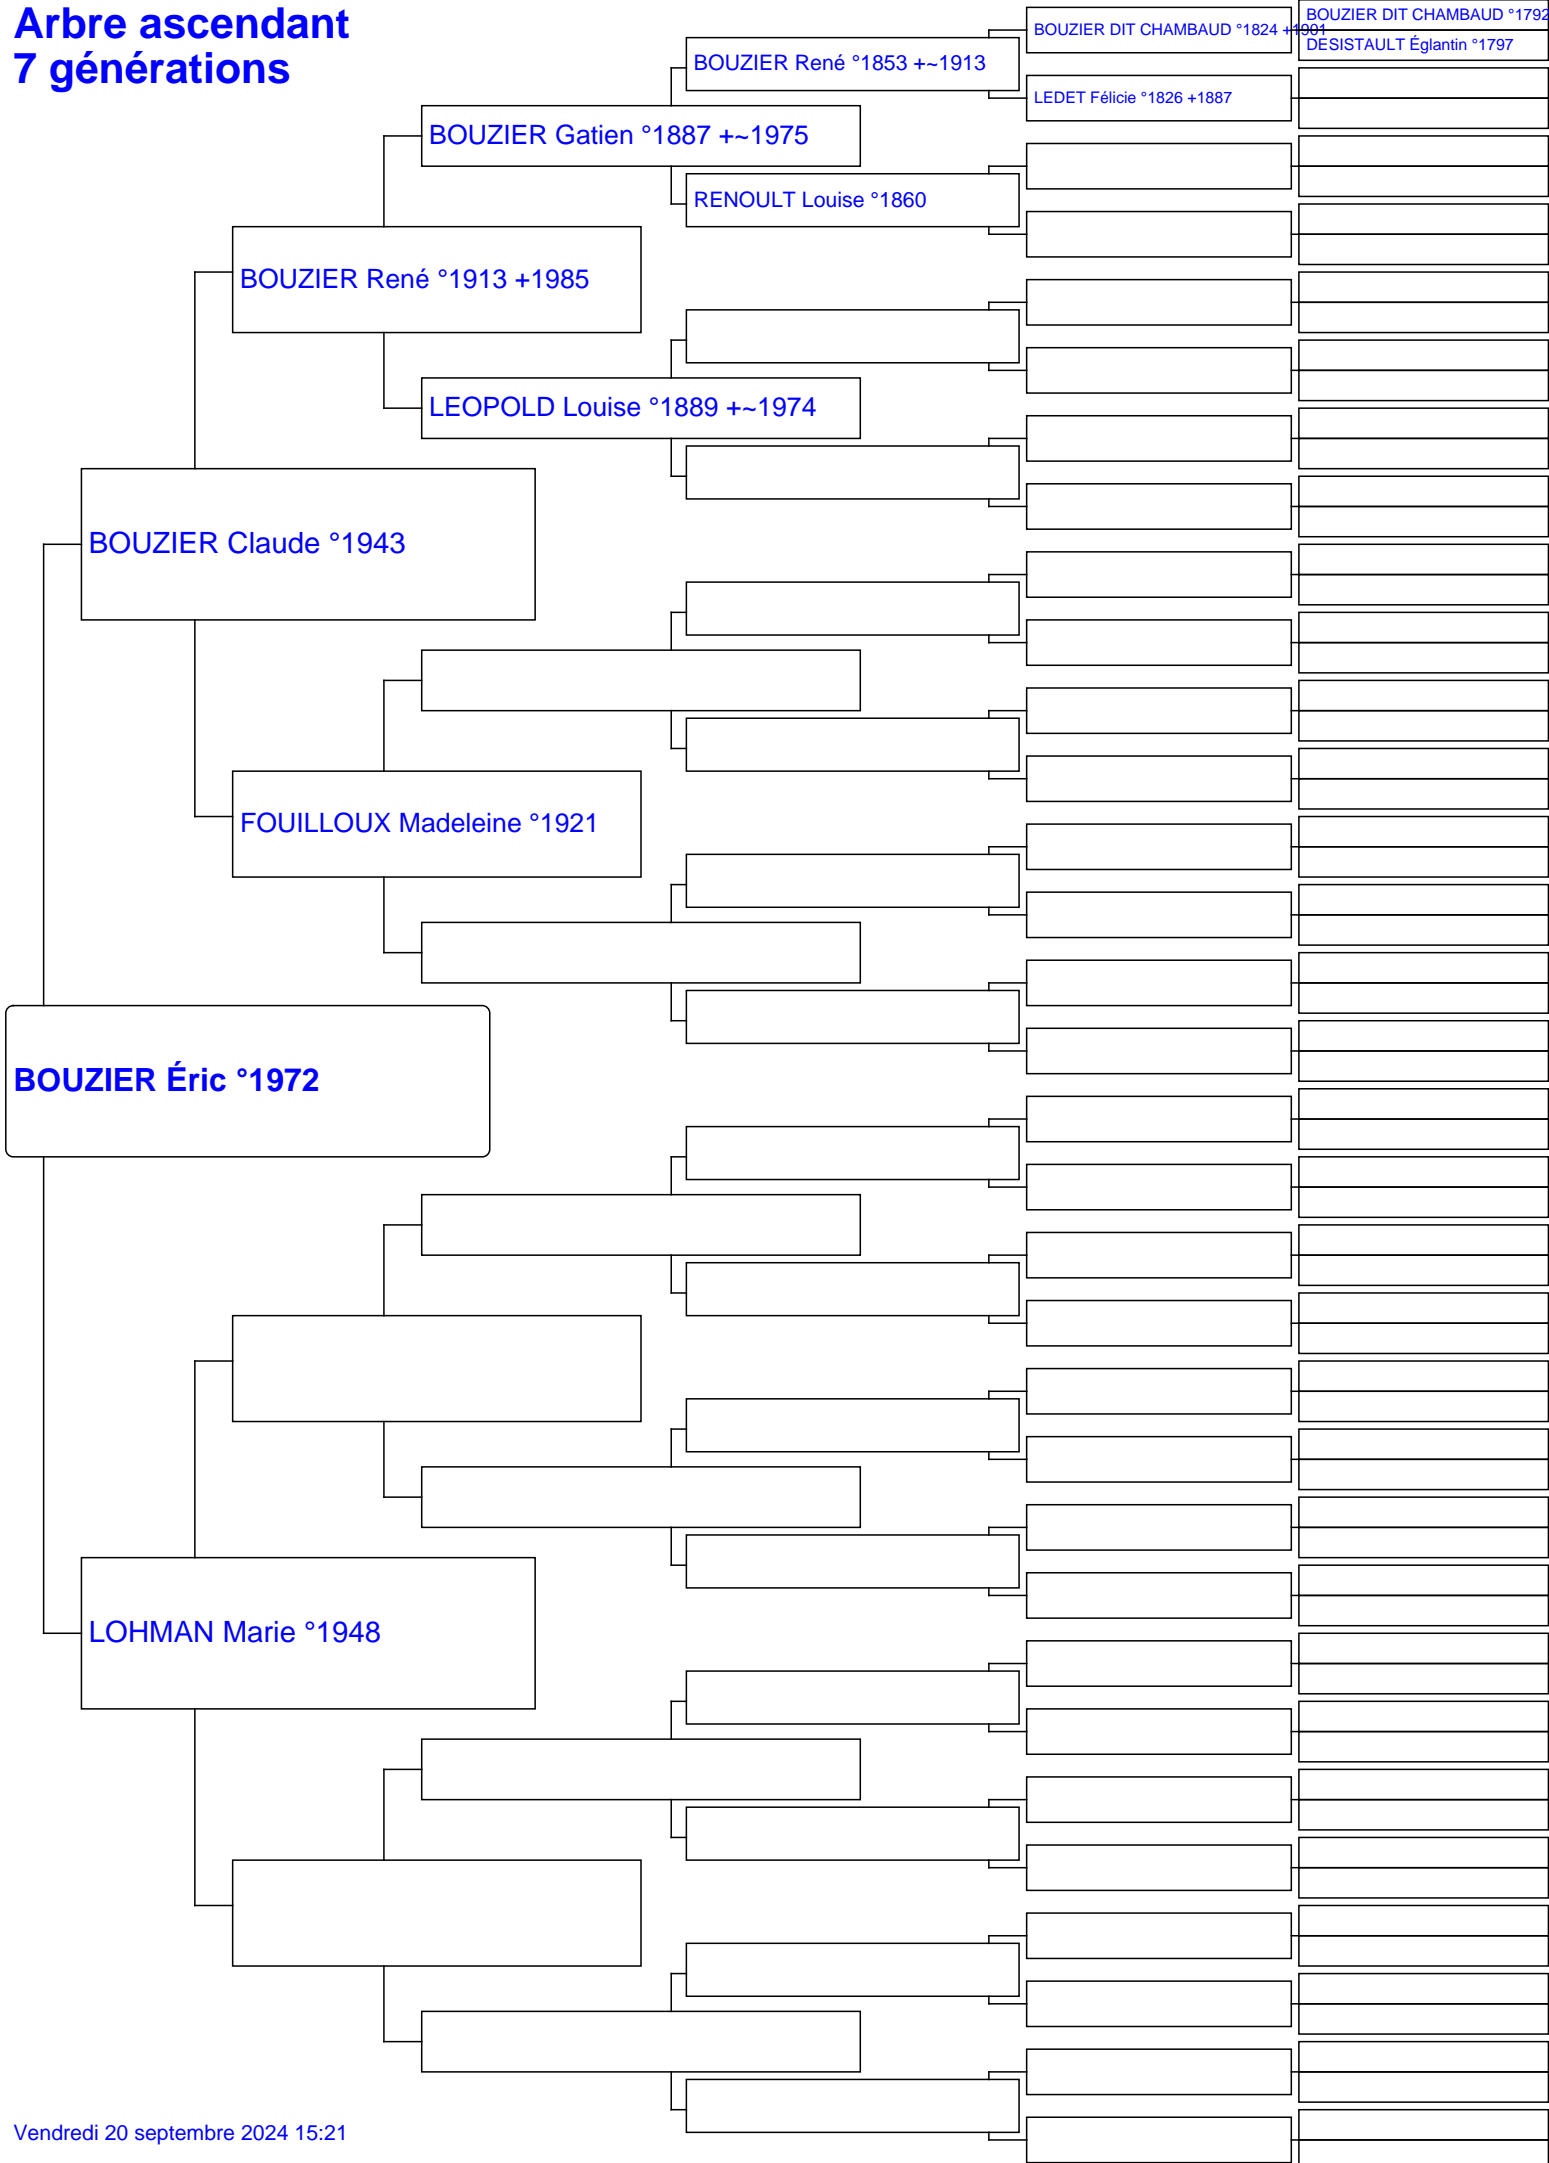 Arbre ascendant
7 générations
BOUZIER DIT CHAMBAUD °1792
BOUZIER DIT CHAMBAUD °1824 +1901
DESISTAULT Églantin °1797
BOUZIER René °1853 +~1913
LEDET Félicie °1826 +1887
BOUZIER Gatien °1887 +~1975
RENOULT Louise °1860
BOUZIER René °1913 +1985
LEOPOLD Louise °1889 +~1974
BOUZIER Claude °1943
FOUILLOUX Madeleine °1921
BOUZIER Éric °1972
LOHMAN Marie °1948
Vendredi 20 septembre 2024 15:21